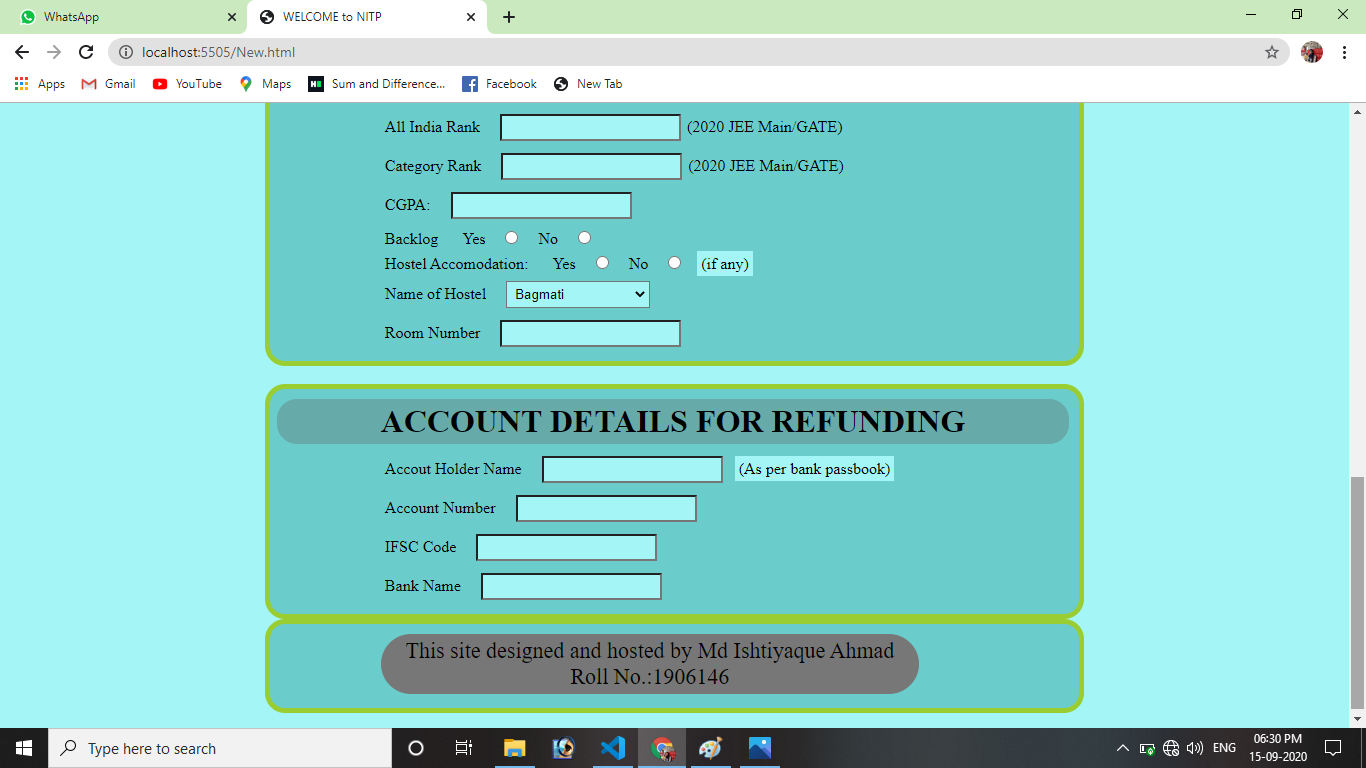 WhatsApp
WELCOME to NITP
localhost:5505/New.html
Apps Gmail YouTube Maps Sum and Difference... Facebook New Tab
All India Rank (2020 JEE Main/GATE)
Category Rank (2020 JEE Main/GATE)
CGPA:
Backlog Yes No
Hostel Accomodation: Yes No (if any)
Name of Hostel Bagmati
Room Number
ACCOUNT DETAILS FOR REFUNDING
Accout Holder Name (As per bank passbook)
Account Number
IFSC Code
Bank Name
This site designed and hosted by Md Ishtiyaque Ahmad
Roll No.:1906146
Type here to search
ENG
06:30 PM
15-09-2020